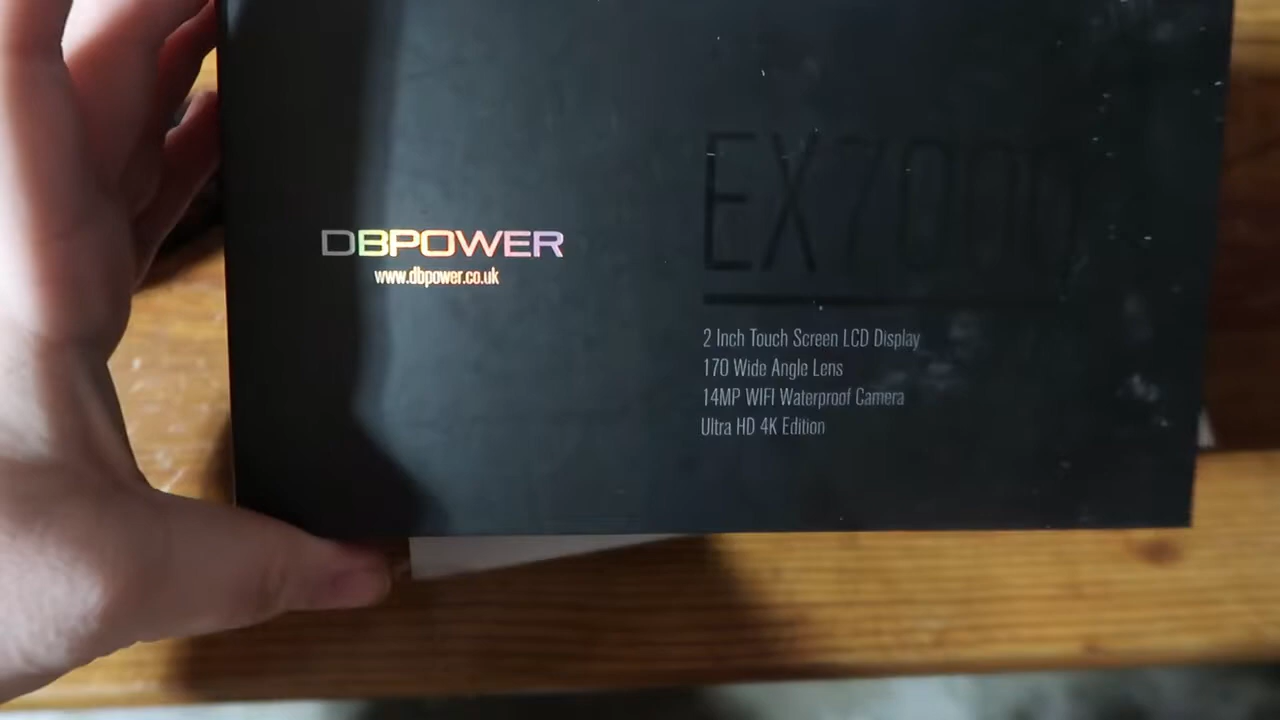 DBPOWER
www.dbpower.co.uk
EX7000
2 Inch Touch Screen LCD Display
170 Wide Angle Lens
14MP WIFI Waterproof Camera
Ultra HD 4K Edition